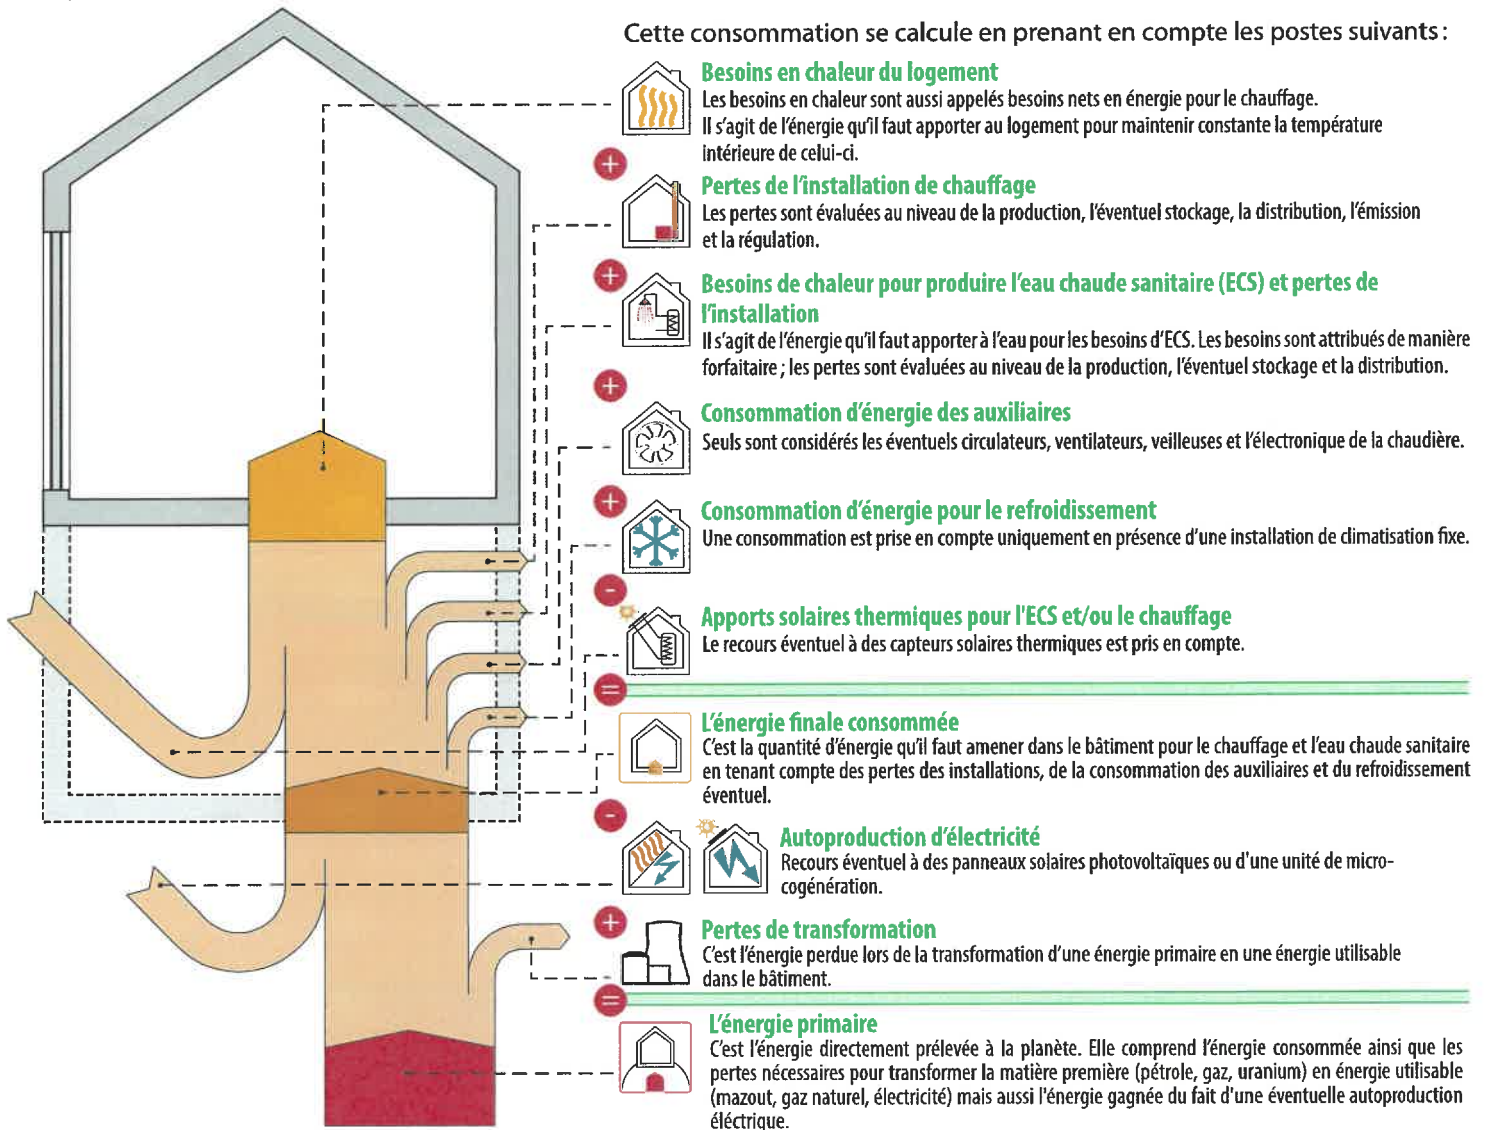 Cette consommation se calcule en prenant en compte les postes suivants :
Besoins en chaleur du logement
Les besoins en chaleur sont aussi appelés besoins nets en énergie pour le chauffage.
Il s'agit de l'énergie qu'il faut apporter au logement pour maintenir constante la température
intérieure de celui-ci.
+
Pertes de l'installation de chauffage
Les pertes sont évaluées au niveau de la production, l'éventuel stockage, la distribution, l'émission
et la régulation.
+
Besoins de chaleur pour produire l'eau chaude sanitaire (ECS) et pertes de
l'installation
Il s'agit de l'énergie qu'il faut apporter à l'eau pour les besoins d'ECS. Les besoins sont attribués de manière
forfaitaire ; les pertes sont évaluées au niveau de la production, l'éventuel stockage et la distribution.
+
Consommation d'énergie des auxiliaires
Seuls sont considérés les éventuels circulateurs, ventilateurs, veilleuses et l'électronique de la chaudière.
+
Consommation d'énergie pour le refroidissement
Une consommation est prise en compte uniquement en présence d'une installation de climatisation fixe.
-
Apports solaires thermiques pour l'ECS et/ou le chauffage
Le recours éventuel à des capteurs solaires thermiques est pris en compte.
=
L'énergie finale consommée
C'est la quantité d'énergie qu'il faut amener dans le bâtiment pour le chauffage et l'eau chaude sanitaire
en tenant compte des pertes des installations, de la consommation des auxiliaires et du refroidissement
éventuel.
-
Autoproduction d'électricité
Recours éventuel à des panneaux solaires photovoltaïques ou d'une unité de micro-
cogénération.
+
Pertes de transformation
C'est l'énergie perdue lors de la transformation d'une énergie primaire en une énergie utilisable
dans le bâtiment.
=
L'énergie primaire
C'est l'énergie directement prélevée à la planète. Elle comprend l'énergie consommée ainsi que les
pertes nécessaires pour transformer la matière première (pétrole, gaz, uranium) en énergie utilisable
(mazout, gaz naturel, électricité) mais aussi l'énergie gagnée du fait d'une éventuelle autoproduction
éléctrique.